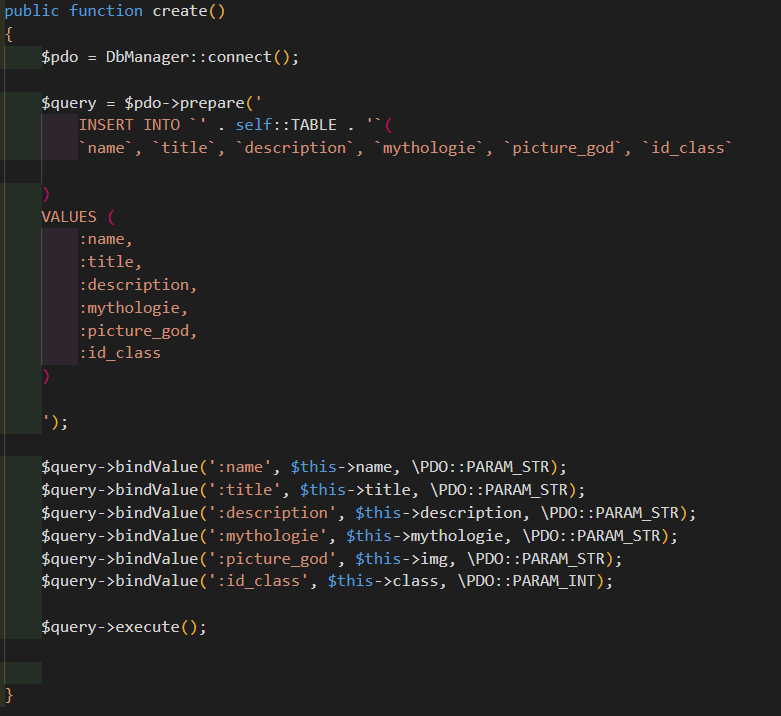 public function create()
{
$pdo = DbManager::connect();
$query = $pdo->prepare('
INSERT INTO `' . self::TABLE . '`(
`name`, `title`, `description`, `mythologie`, `picture_god`, `id_class`
)
VALUES (
:name,
:title,
:description,
:mythologie,
:picture_god,
:id_class
)
');
$query->bindValue(':name', $this->name, \PDO::PARAM_STR);
$query->bindValue(':title', $this->title, \PDO::PARAM_STR);
$query->bindValue(':description', $this->description, \PDO::PARAM_STR);
$query->bindValue(':mythologie', $this->mythologie, \PDO::PARAM_STR);
$query->bindValue(':picture_god', $this->img, \PDO::PARAM_STR);
$query->bindValue(':id_class', $this->class, \PDO::PARAM_INT);
$query->execute();
}